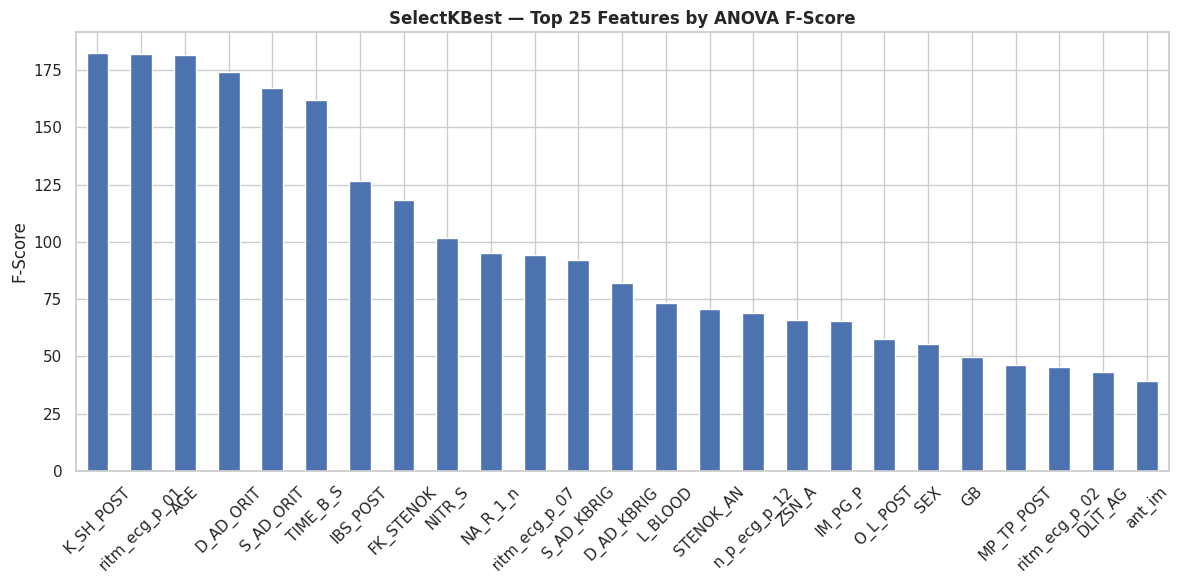 SelectKBest — Top 25 Features by ANOVA F-Score
F-Score
175
150
125
100
75
50
25
0
K_SH_POST
ritm_ecg_p_01
AGE
D_AD_ORIT
S_AD_ORIT
TIME_B_S
IBS_POST
FK_STENOK
NITR_S
NA_R_1_n
ritm_ecg_p_07
S_AD_KBRIG
D_AD_KBRIG
L_BLOOD
STENOK_AN
n_p_ecg_p_12
ZSN_A
IM_PG_P
O_L_POST
SEX
GB
MP_TP_POST
ritm_ecg_p_02
DLIT_AG
ant_im